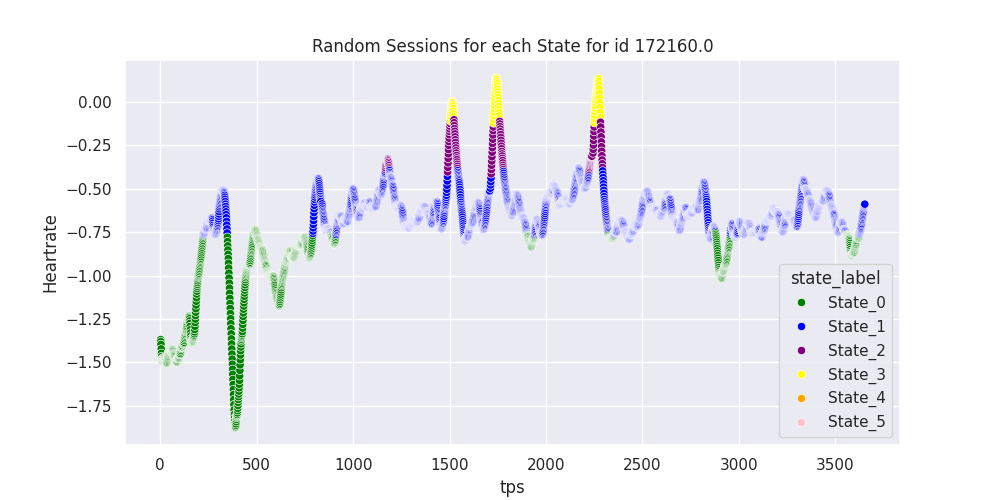 Random Sessions for each State for id 172160.0
Heartrate
0.00
−0.25
−0.50
−0.75
−1.00
−1.25
−1.50
−1.75
state_label
State_0
State_1
State_2
State_3
State_4
State_5
0 500 1000 1500 2000 2500 3000 3500
tps